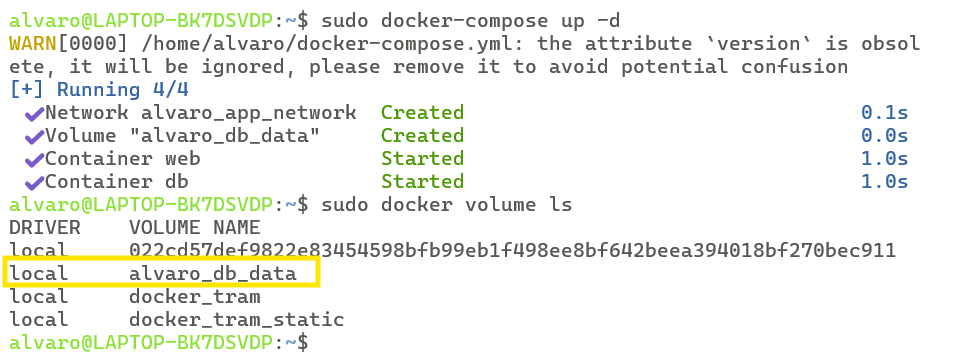 alvaro@LAPTOP-BK7DSVDP:~$ sudo docker-compose up -d
WARN[0000] /home/alvaro/docker-compose.yml: the attribute `version` is obsol
ete, it will be ignored, please remove it to avoid potential confusion
[+] Running 4/4
✔Network alvaro_app_network Created 0.1s
✔Volume "alvaro_db_data" Created 0.0s
✔Container web Started 1.0s
✔Container db Started 1.0s
alvaro@LAPTOP-BK7DSVDP:~$ sudo docker volume ls
DRIVER VOLUME NAME
local 022cd57def9822e83454598bfb99eb1f498ee8bf642beea394018bf270bec911
local alvaro_db_data
local docker_tram
local docker_tram_static
alvaro@LAPTOP-BK7DSVDP:~$